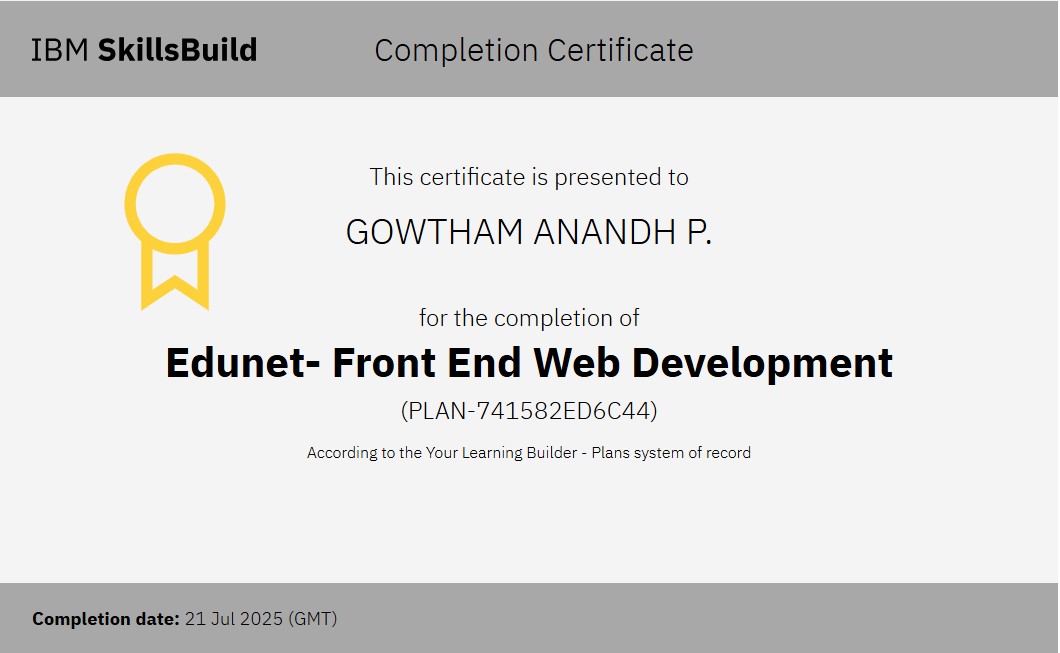 IBM SkillsBuild
Completion Certificate
This certificate is presented to
GOWTHAM ANANDH P.
for the completion of
Edunet- Front End Web Development
(PLAN-741582ED6C44)
According to the Your Learning Builder - Plans system of record
Completion date: 21 Jul 2025 (GMT)